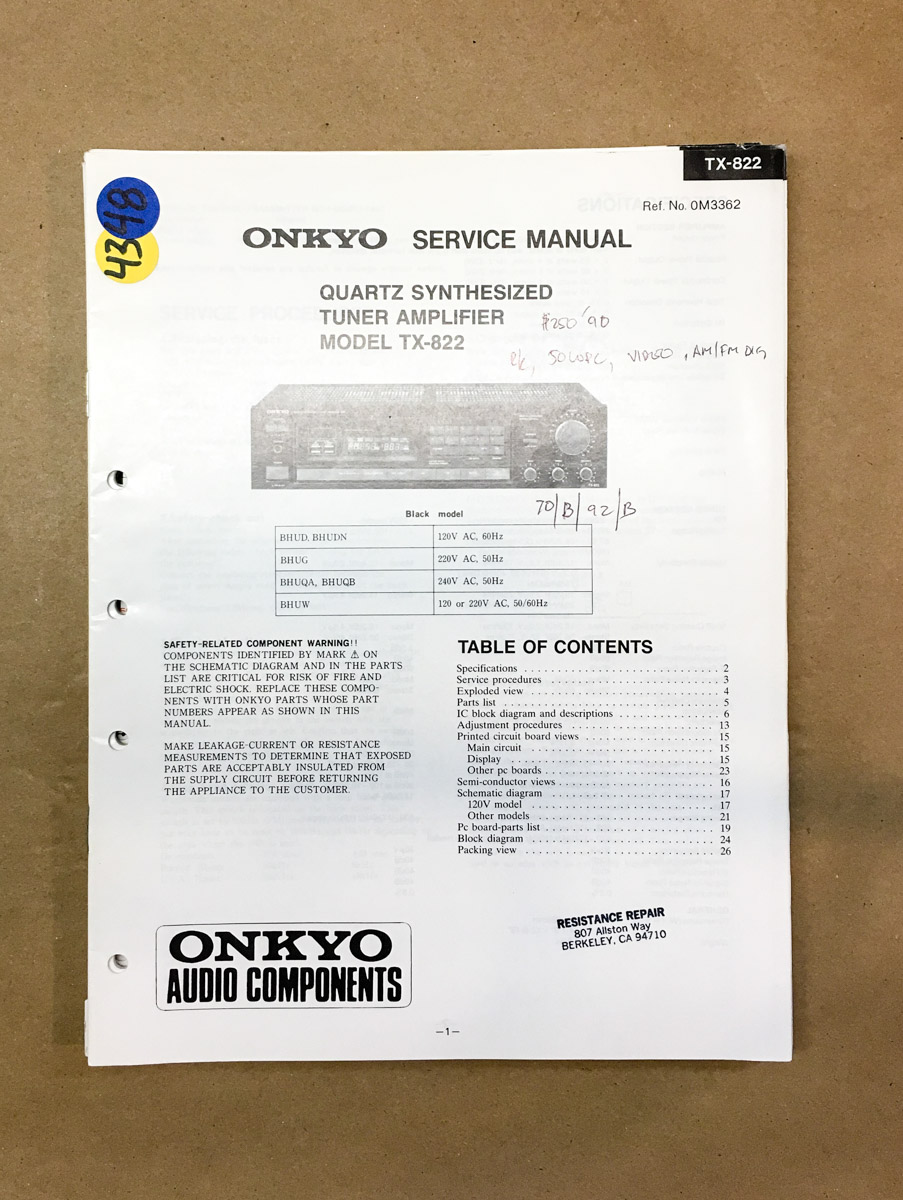 TX-822
Ref. No. OM3362
48
43
ONKYO SERVICE MANUAL
QUARTZ SYNTHESIZED
TUNER AMPLIFIER
MODEL TX-822
$250 '90
VIDEO, AM/FM DIG
ONKYO
70/B/92/B
Black model
BHUD, BHUDN 120V AC, 60Hz
BHUG 220V AC, 50Hz
BHUQA, BHUQB 240V AC, 50Hz
BHUW 120 or 220V AC, 50/60Hz
SAFETY-RELATED COMPONENT WARNING!!
COMPONENTS IDENTIFIED BY MARK ⚠ ON
THE SCHEMATIC DIAGRAM AND IN THE PARTS
LIST ARE CRITICAL FOR RISK OF FIRE AND
ELECTRIC SHOCK. REPLACE THESE COMPO-
NENTS WITH ONKYO PARTS WHOSE PART
NUMBERS APPEAR AS SHOWN IN THIS
MANUAL.
MAKE LEAKAGE-CURRENT OR RESISTANCE
MEASUREMENTS TO DETERMINE THAT EXPOSED
PARTS ARE ACCEPTABLY INSULATED FROM
THE SUPPLY CIRCUIT BEFORE RETURNING
THE APPLIANCE TO THE CUSTOMER.
TABLE OF CONTENTS
Specifications . . . . . . . . . . 2
Service procedures . . . . . . . . . . 3
Exploded view . . . . . . . . . . 4
Parts list . . . . . . . . . . 5
IC block diagram and descriptions . . . . . . . . . . 6
Adjustment procedures . . . . . . . . . . 13
Printed circuit board views . . . . . . . . . . 15
Main circuit . . . . . . . . . . 15
Display . . . . . . . . . . 15
Other pc boards . . . . . . . . . . 23
Semi-conductor views . . . . . . . . . . 16
Schematic diagram . . . . . . . . . . 17
120V model . . . . . . . . . . 17
Other models . . . . . . . . . . 21
Pc board-parts list . . . . . . . . . . 19
Block diagram . . . . . . . . . . 24
Packing view . . . . . . . . . . 26
RESISTANCE REPAIR
807 Allston Way
BERKELEY, CA 94710
ONKYO
AUDIO COMPONENTS
—1—